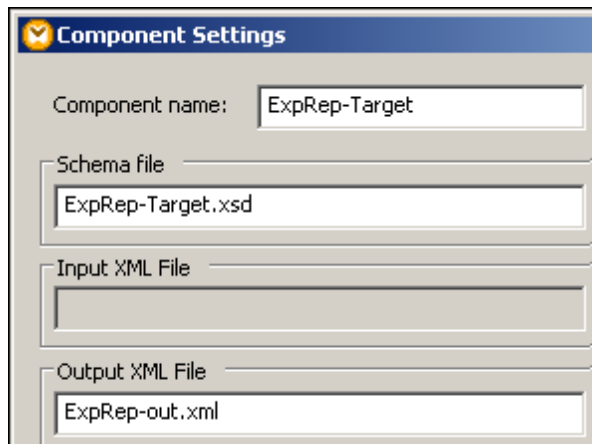 Component Settings
Component name: ExpRep-Target
Schema file
ExpRep-Target.xsd
Input XML File
Output XML File
ExpRep-out.xml